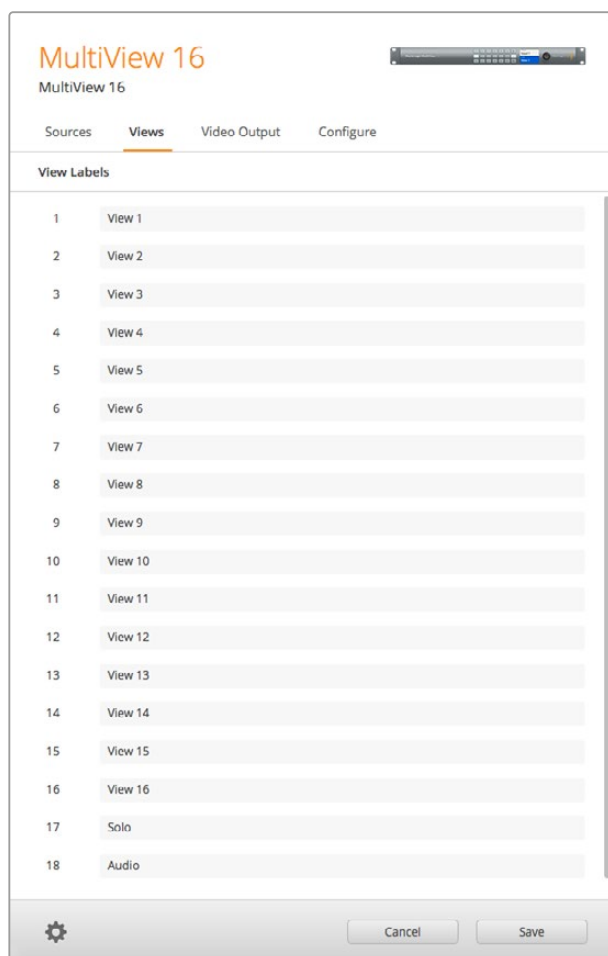 MultiView 16
MultiView 16
Sources Views Video Output Configure
View Labels
1 View 1
2 View 2
3 View 3
4 View 4
5 View 5
6 View 6
7 View 7
8 View 8
9 View 9
10 View 10
11 View 11
12 View 12
13 View 13
14 View 14
15 View 15
16 View 16
17 Solo
18 Audio
Cancel Save